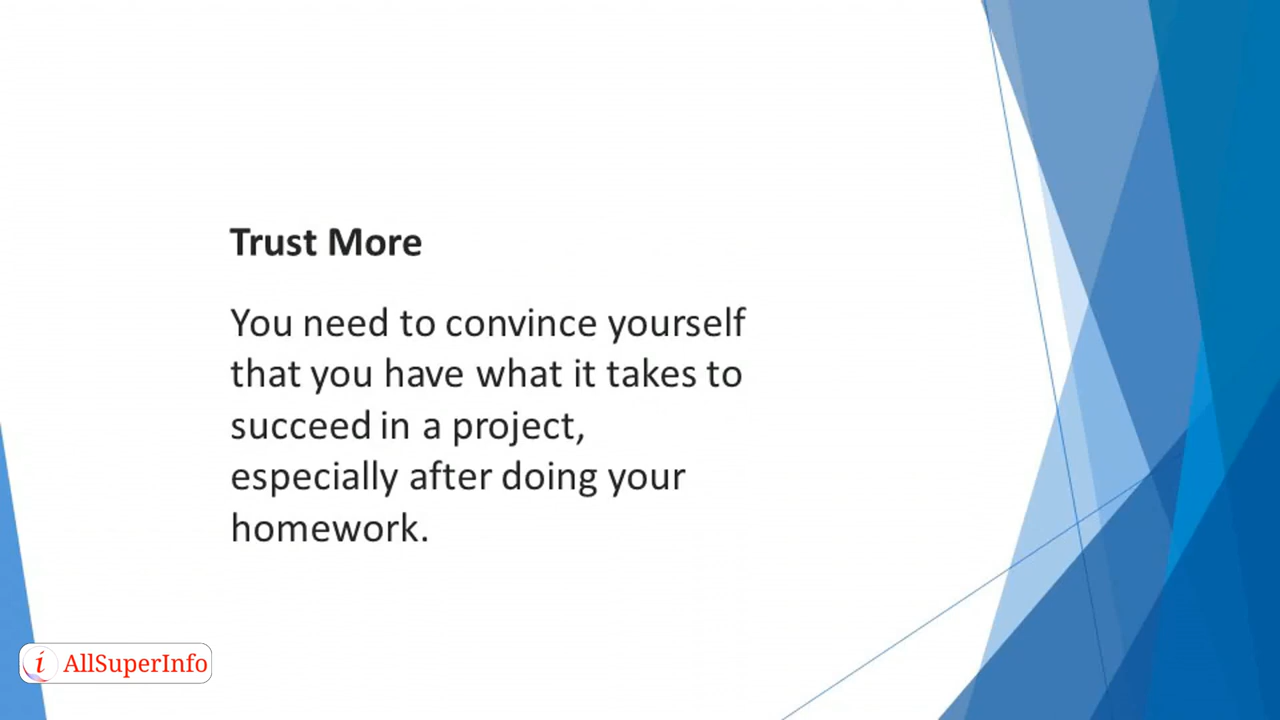 Trust More
You need to convince yourself
that you have what it takes to
succeed in a project,
especially after doing your
homework.
i AllSuperInfo